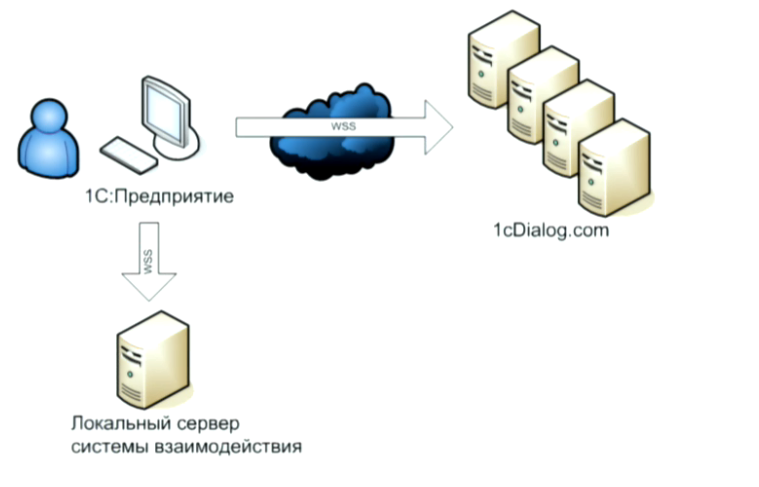 WSS
1С:Предприятие
1cDialog.com
WSS
Локальный сервер
системы взаимодействия